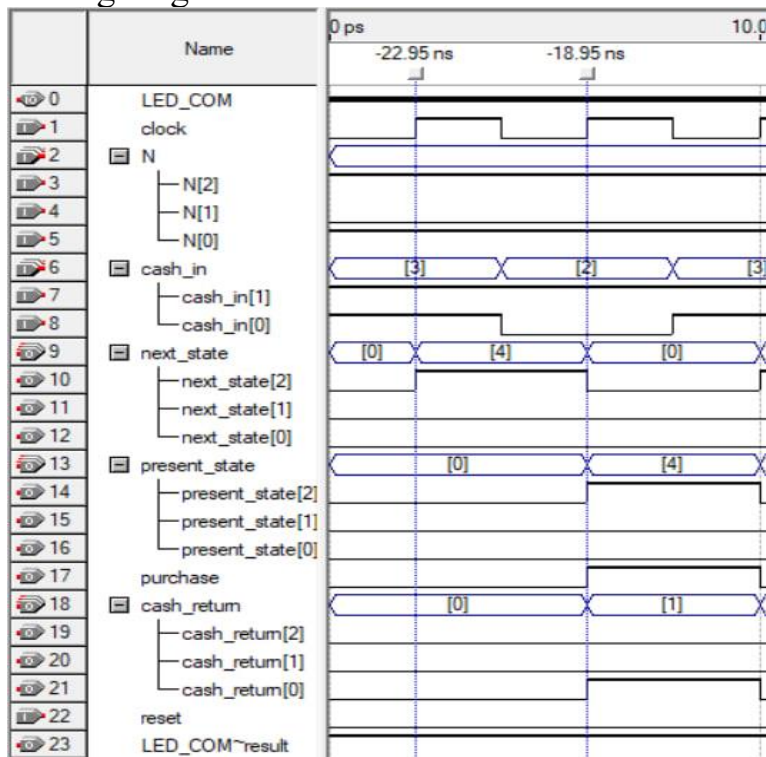 Name
0 ps
10.0
-22.95 ns
-18.95 ns
0 LED_COM
1 clock
2 N
3 N[2]
4 N[1]
5 N[0]
6 cash_in [3] [2] [3]
7 cash_in[1]
8 cash_in[0]
9 next_state [0] [4] [0]
10 next_state[2]
11 next_state[1]
12 next_state[0]
13 present_state [0] [4]
14 present_state[2]
15 present_state[1]
16 present_state[0]
17 purchase
18 cash_return [0] [1]
19 cash_return[2]
20 cash_return[1]
21 cash_return[0]
22 reset
23 LED_COM~result